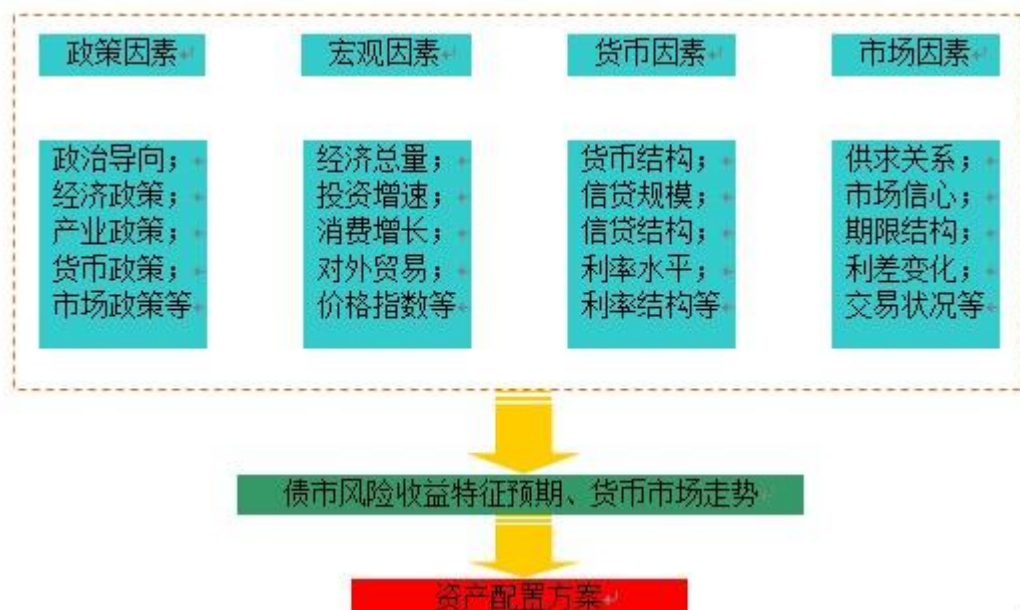 政策因素
宏观因素
货币因素
市场因素
政治导向；
经济政策；
产业政策；
货币政策；
市场政策等
经济总量；
投资增速；
消费增长；
对外贸易；
价格指数等
货币结构；
信贷规模；
信贷结构；
利率水平；
利率结构等
供求关系；
市场信心；
期限结构；
利差变化；
交易状况等
债市风险收益特征预期、货币市场走势
资产配置方案